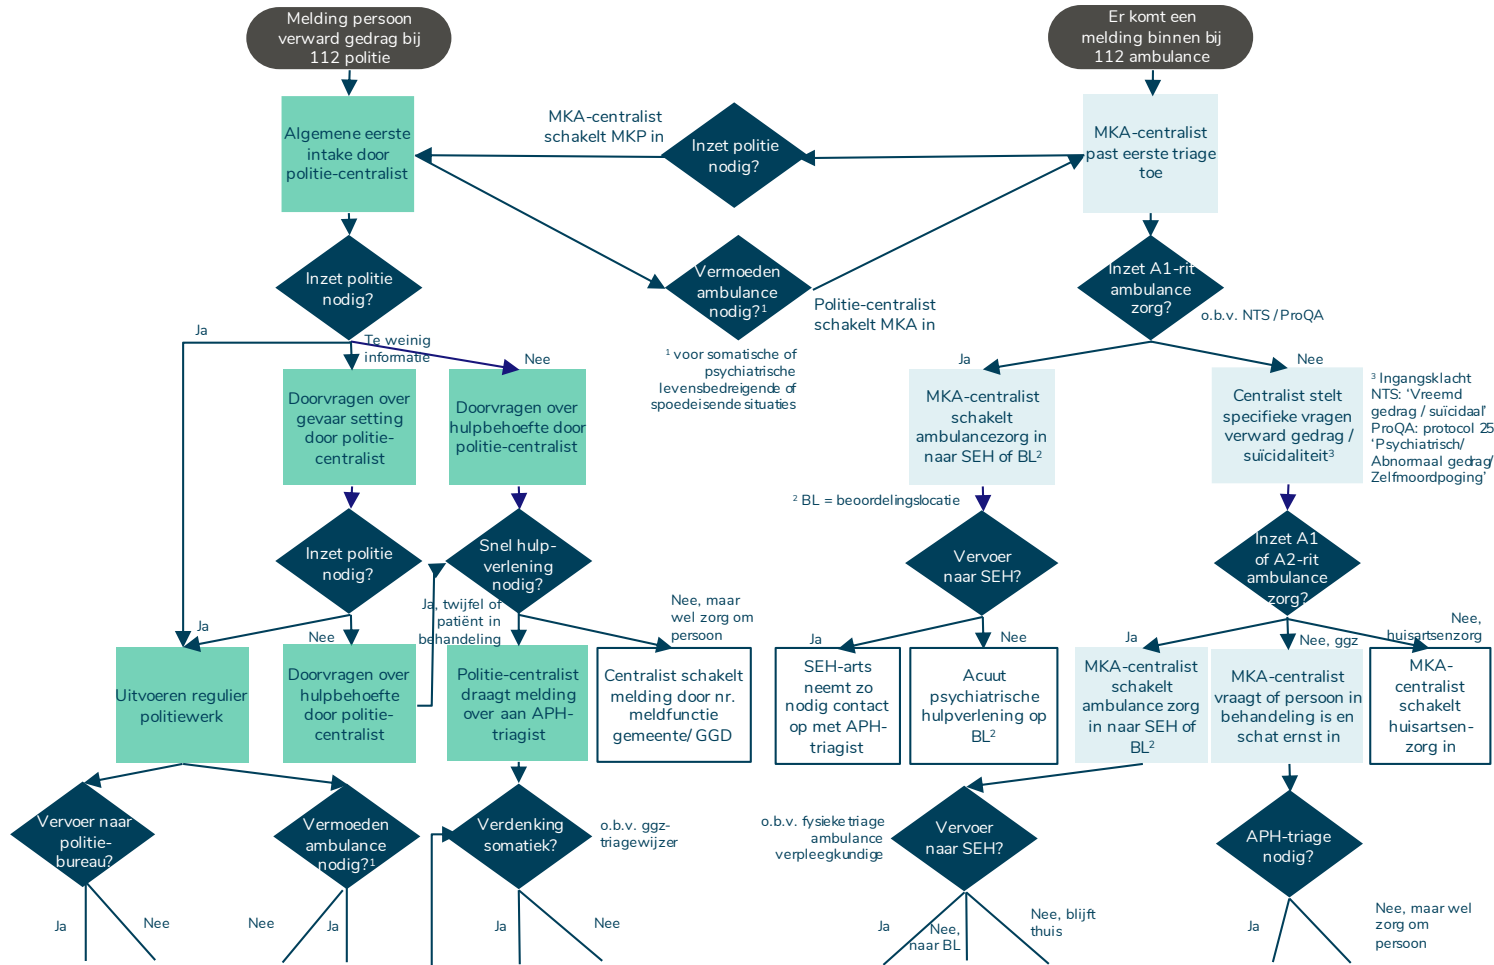 Melding persoon
verward gedrag bij
112 politie
Er komt een
melding binnen bij
112 ambulance
Algemene eerste
intake door
politie-centralist
MKA-centralist
schakelt MKP in
Inzet politie
nodig?
MKA-centralist
past eerste triage
toe
Inzet politie
nodig?
Vermoeden
ambulance
nodig?¹
Politie-centralist
schakelt MKA in
Inzet A1-rit
ambulance
zorg?
o.b.v. NTS / ProQA
Ja
Te weinig
informatie
Nee
¹ voor somatische of
psychiatrische
levensbedreigende of
spoedeisende situaties
Ja
Nee
Doorvragen over
gevaar setting
door politie-
centralist
Doorvragen over
hulpbehoefte door
politie-centralist
MKA-centralist
schakelt
ambulancezorg in
naar SEH of BL²
Centralist stelt
specifieke vragen
verward gedrag /
suïcidaliteit³
³ Ingangsklacht
NTS: ‘Vreemd
gedrag / suïcidaal’
ProQA: protocol 25
‘Psychiatrisch/
Abnormaal gedrag/
Zelfmoordpoging’
² BL = beoordelingslocatie
Inzet politie
nodig?
Snel hulp-
verlening
nodig?
Vervoer
naar SEH?
Inzet A1
of A2-rit
ambulance
zorg?
Ja
Nee
Ja, twijfel of
patiënt in
behandeling
Nee, maar
wel zorg om
persoon
Ja
Nee
Ja
Nee, ggz
Nee,
huisartsenzorg
Uitvoeren regulier
politiewerk
Doorvragen over
hulpbehoefte
door politie-
centralist
Politie-centralist
draagt melding
over aan APH-
triagist
Centralist schakelt
melding door nr.
meldfunctie
gemeente/ GGD
SEH-arts
neemt zo
nodig contact
op met APH-
triagist
Acuut
psychiatrische
hulpverlening op
BL²
MKA-centralist
schakelt
ambulance zorg
in naar SEH of
BL²
MKA-centralist
vraagt of persoon in
behandeling is en
schat ernst in
MKA-
centralist
schakelt
huisartsen-
zorg in
Vervoer naar
politie-
bureau?
Vermoeden
ambulance
nodig?¹
Verdenking
somatiek?
o.b.v. ggz-
triagewijzer
o.b.v. fysieke triage
ambulance
verpleegkundige
Vervoer
naar SEH?
APH-triage
nodig?
Ja
Nee
Nee
Ja
Ja
Nee
Ja
Nee,
naar BL
Nee, blijft
thuis
Ja
Nee, maar wel
zorg om
persoon